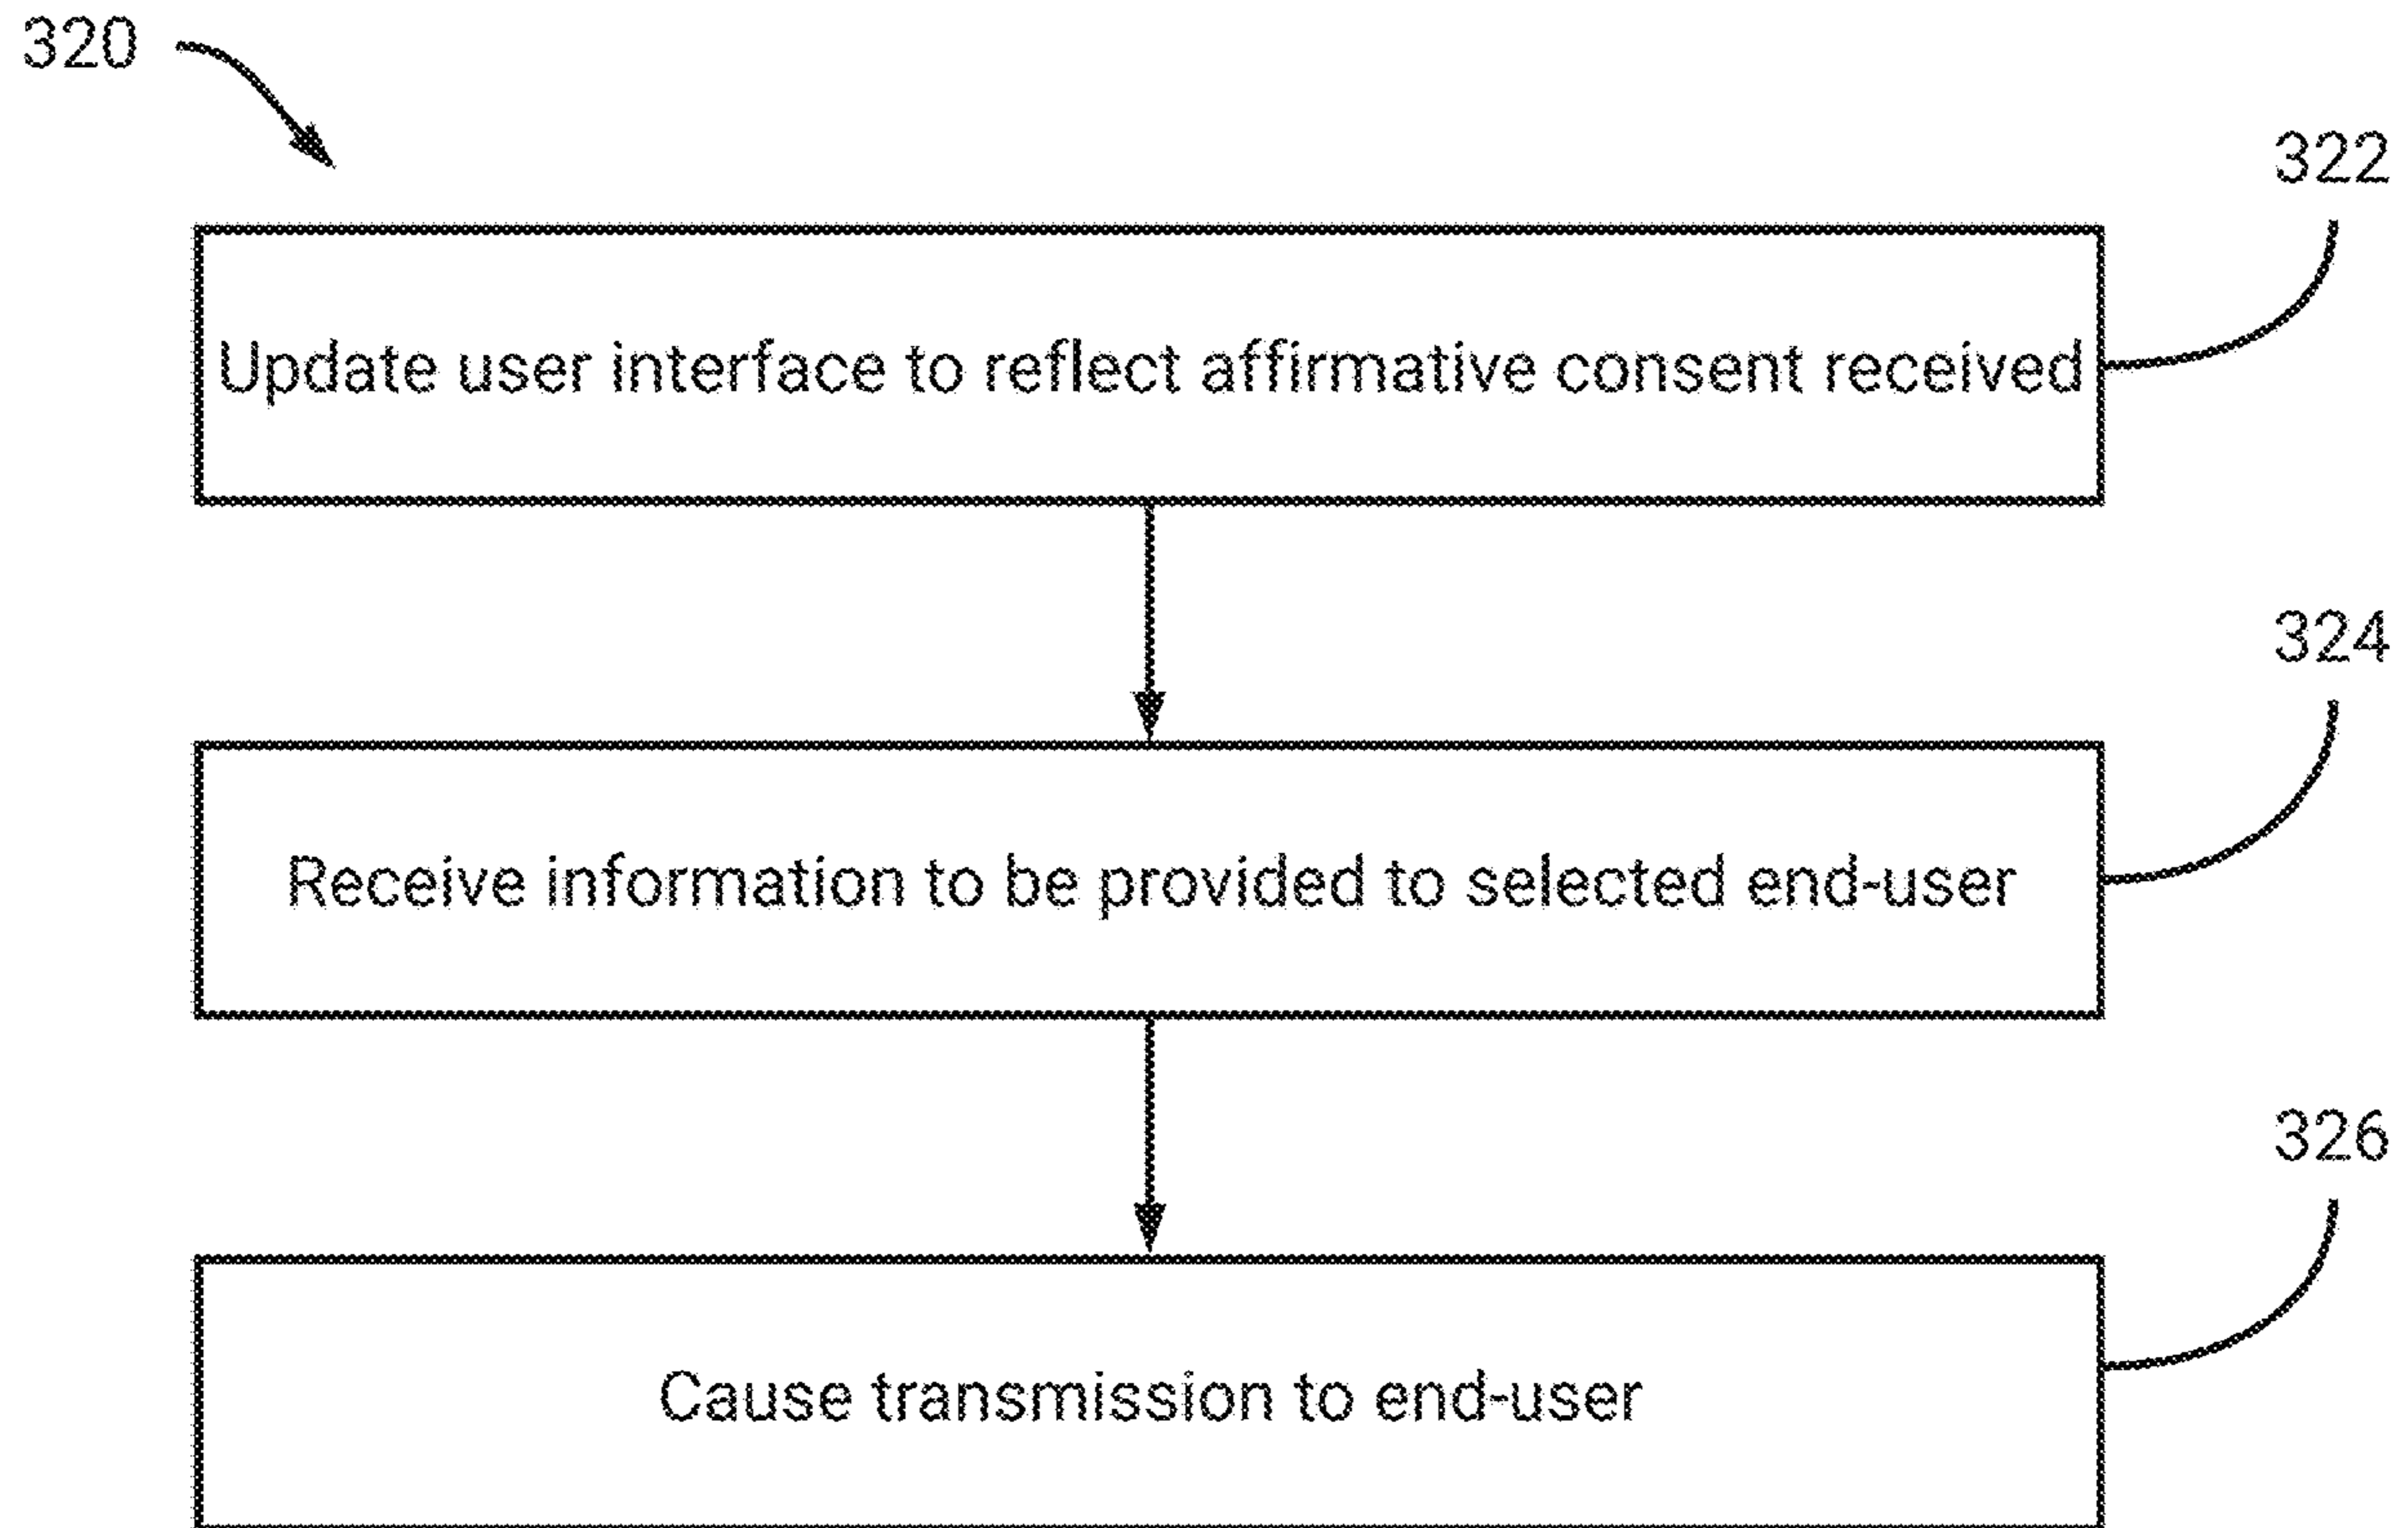 320
322
Update user interface to reflect affirmative consent received
324
Receive information to be provided to selected end-user
326
Cause transmission to end-user